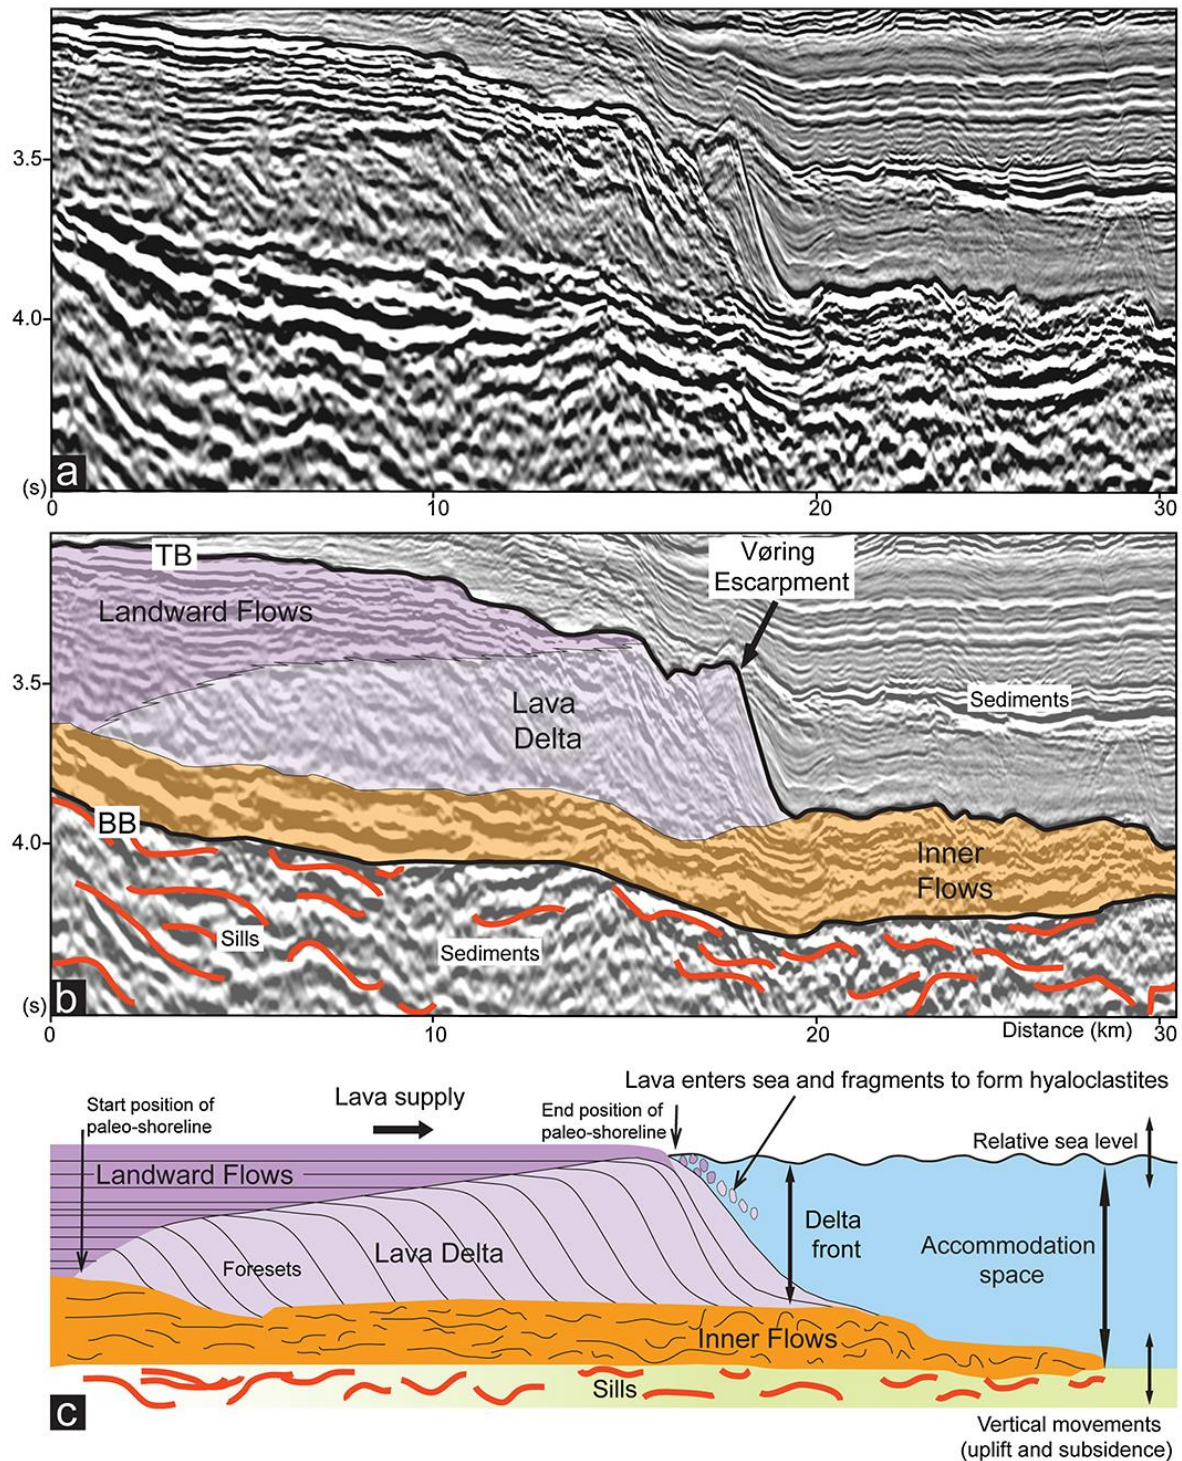 3.5
4.0
a
(s)
0
10
20
30
TB
Landward Flows
Vøring
Escarpment
3.5
Lava
Delta
Sediments
BB
4.0
Inner
Flows
Sills
Sediments
b
(s)
0
10
20
Distance (km)
30
Lava enters sea and fragments to form hyaloclastites
Start position of
paleo-shoreline
Lava supply
End position of
paleo-shoreline
Relative sea level
Landward Flows
Delta
front
Accommodation
space
Lava Delta
Foresets
Inner Flows
Sills
c
Vertical movements
(uplift and subsidence)